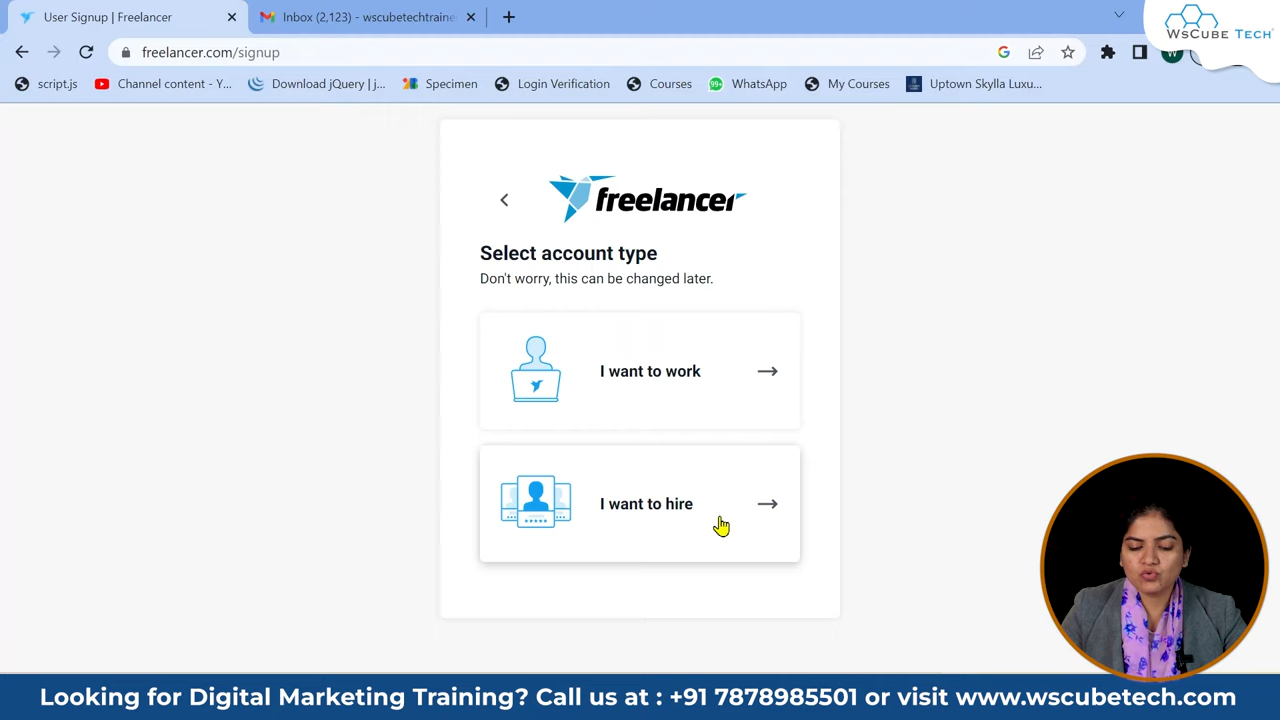 User Signup | Freelancer
Inbox (2,123) - wscubetechtraine
WsCube Tech
freelancer.com/signup
script.js
Channel content - Y...
Download jQuery | j...
Specimen
Login Verification
Courses
99+
WhatsApp
My Courses
Uptown Skylla Luxu...
freelancer
Select account type
Don't worry, this can be changed later.
I want to work
I want to hire
Looking for Digital Marketing Training? Call us at : +91 7878985501 or visit www.wscubetech.com